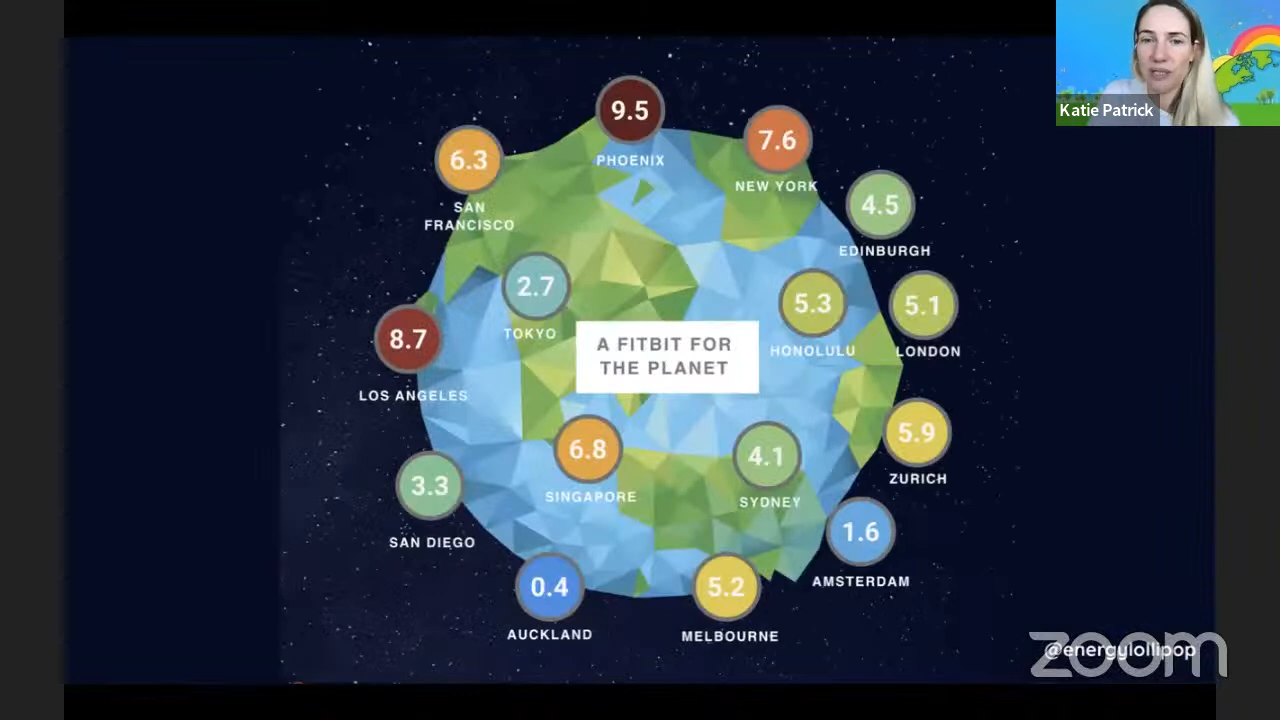 Katie Patrick
9.5
PHOENIX
7.6
NEW YORK
6.3
SAN
FRANCISCO
4.5
EDINBURGH
2.7
TOKYO
5.3
HONOLULU
5.1
LONDON
8.7
LOS ANGELES
A FITBIT FOR
THE PLANET
5.9
ZURICH
6.8
SINGAPORE
4.1
SYDNEY
3.3
SAN DIEGO
1.6
AMSTERDAM
0.4
AUCKLAND
5.2
MELBOURNE
@energylollipop
zoom